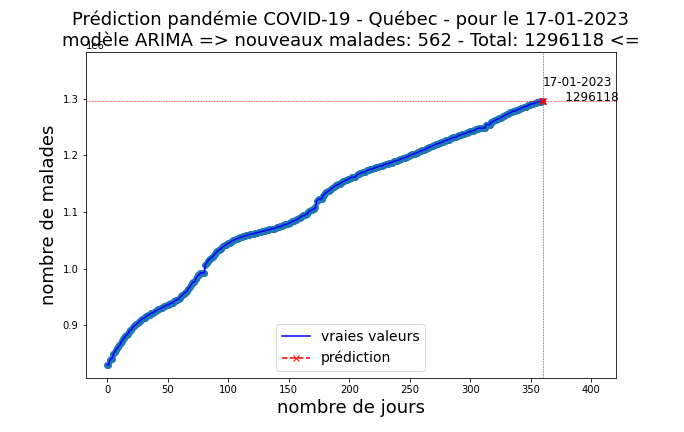 Prédiction pandémie COVID-19 - Québec - pour le 17-01-2023
modèle ARIMA => nouveaux malades: 562 - Total: 1296118 <=
1e6
17-01-2023
1296118
1.3
1.2
1.1
1.0
0.9
nombre de malades
vraies valeurs
prédiction
0 50 100 150 200 250 300 350 400
nombre de jours